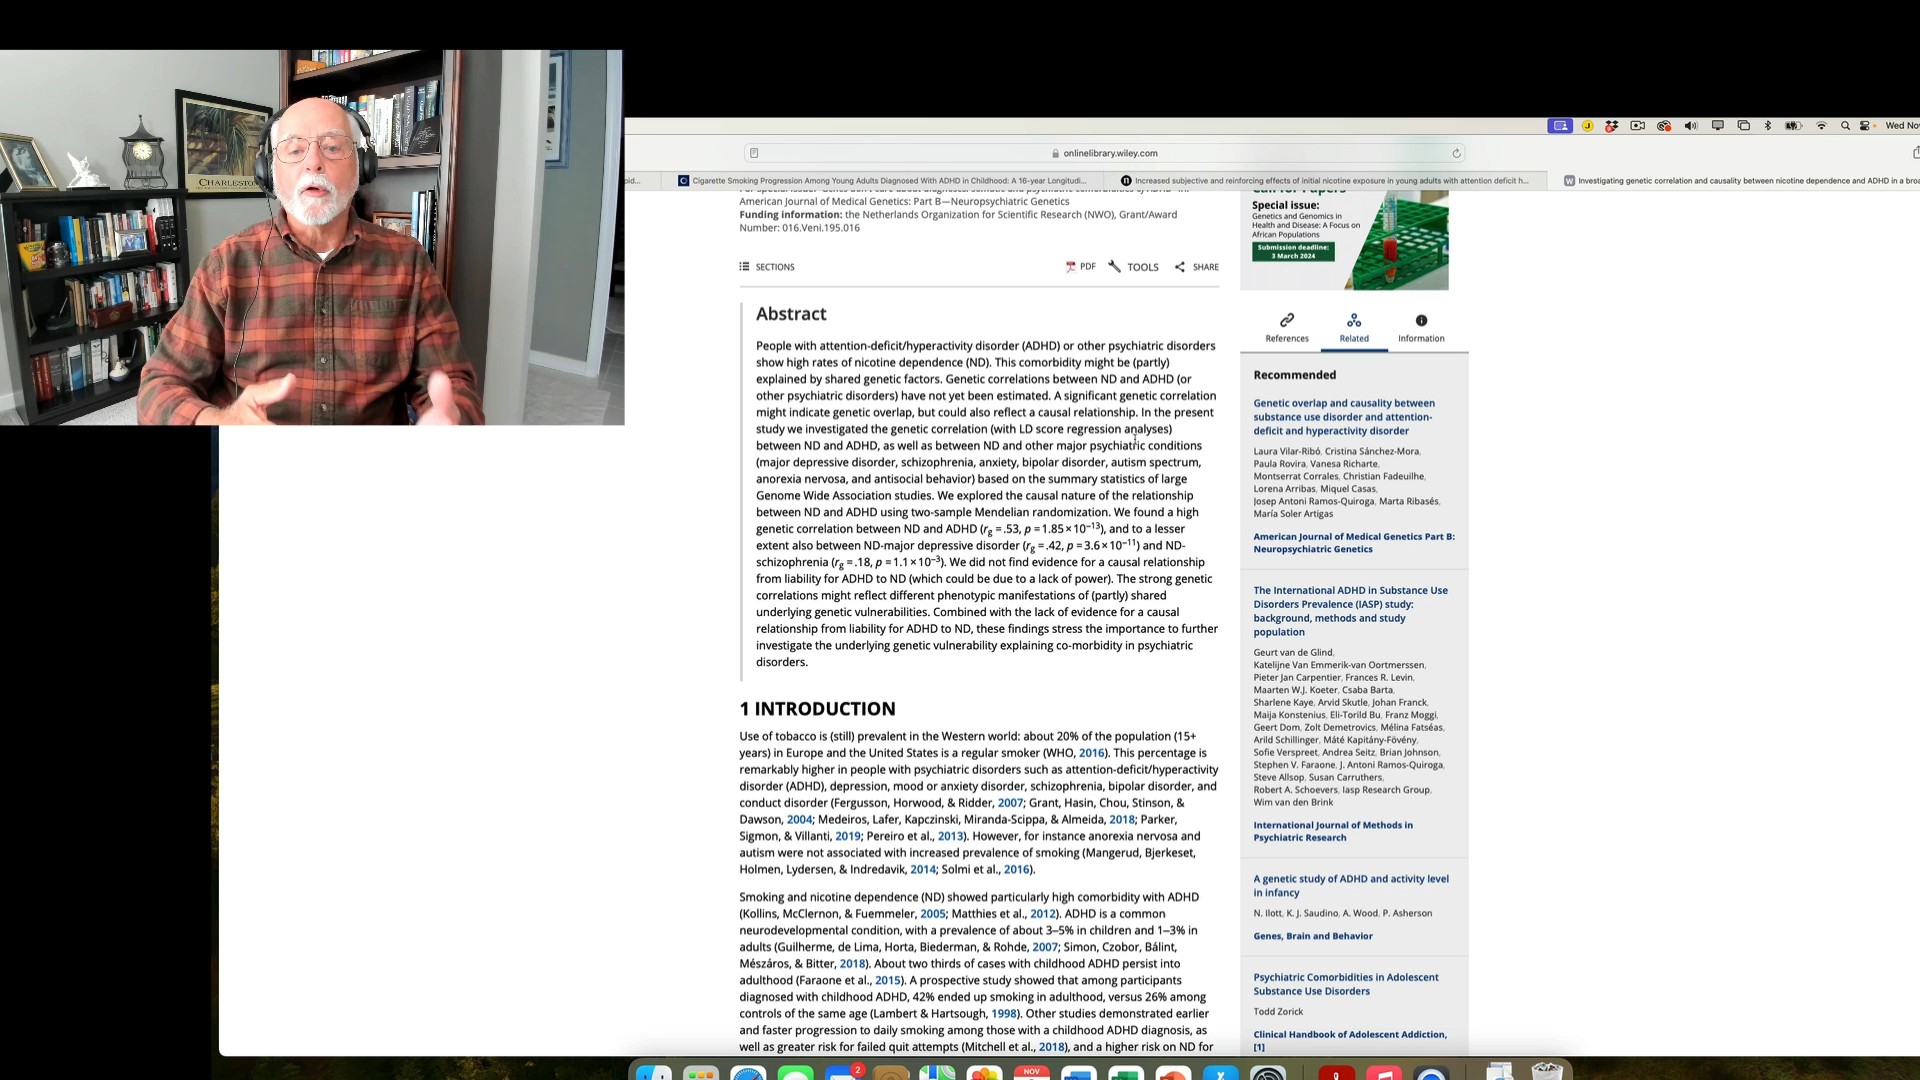 CHARLESTON
Wed No
onlinelibrary.wiley.com
Cigarette Smoking Progression Among Young Adults Diagnosed With ADHD in Childhood: A 16-year Longitudi...
Increased subjective and reinforcing effects of initial nicotine exposure in young adults with attention deficit h...
Investigating genetic correlation and causality between nicotine dependence and ADHD in a broa
American Journal of Medical Genetics: Part B—Neuropsychiatric Genetics
Funding information: the Netherlands Organization for Scientific Research (NWO), Grant/Award
Number: 016.Veni.195.016
SECTIONS
PDF
TOOLS
SHARE
Abstract
People with attention-deficit/hyperactivity disorder (ADHD) or other psychiatric disorders
show high rates of nicotine dependence (ND). This comorbidity might be (partly)
explained by shared genetic factors. Genetic correlations between ND and ADHD (or
other psychiatric disorders) have not yet been estimated. A significant genetic correlation
might indicate genetic overlap, but could also reflect a causal relationship. In the present
study we investigated the genetic correlation (with LD score regression analyses)
between ND and ADHD, as well as between ND and other major psychiatric conditions
(major depressive disorder, schizophrenia, anxiety, bipolar disorder, autism spectrum,
anorexia nervosa, and antisocial behavior) based on the summary statistics of large
Genome Wide Association studies. We explored the causal nature of the relationship
between ND and ADHD using two-sample Mendelian randomization. We found a high
genetic correlation between ND and ADHD (rg = .53, p = 1.85 × 10−13), and to a lesser
extent also between ND-major depressive disorder (rg = .42, p = 3.6 × 10−11) and ND-
schizophrenia (rg = .18, p = 1.1 × 10−3). We did not find evidence for a causal relationship
from liability for ADHD to ND (which could be due to a lack of power). The strong genetic
correlations might reflect different phenotypic manifestations of (partly) shared
underlying genetic vulnerabilities. Combined with the lack of evidence for a causal
relationship from liability for ADHD to ND, these findings stress the importance to further
investigate the underlying genetic vulnerability explaining co-morbidity in psychiatric
disorders.
1 INTRODUCTION
Use of tobacco is (still) prevalent in the Western world: about 20% of the population (15+
years) in Europe and the United States is a regular smoker (WHO, 2016). This percentage is
remarkably higher in people with psychiatric disorders such as attention-deficit/hyperactivity
disorder (ADHD), depression, mood or anxiety disorder, schizophrenia, bipolar disorder, and
conduct disorder (Fergusson, Horwood, & Ridder, 2007; Grant, Hasin, Chou, Stinson, &
Dawson, 2004; Medeiros, Lafer, Kapczinski, Miranda-Scippa, & Almeida, 2018; Parker,
Sigmon, & Villanti, 2019; Pereiro et al., 2013). However, for instance anorexia nervosa and
autism were not associated with increased prevalence of smoking (Mangerud, Bjerkeset,
Holmen, Lydersen, & Indredavik, 2014; Solmi et al., 2016).
Smoking and nicotine dependence (ND) showed particularly high comorbidity with ADHD
(Kollins, McClernon, & Fuemmeler, 2005; Matthies et al., 2012). ADHD is a common
neurodevelopmental condition, with a prevalence of about 3–5% in children and 1–3% in
adults (Guilherme, de Lima, Horta, Biederman, & Rohde, 2007; Simon, Czobor, Bálint,
Mészáros, & Bitter, 2018). About two thirds of cases with childhood ADHD persist into
adulthood (Faraone et al., 2015). A prospective study showed that among participants
diagnosed with childhood ADHD, 42% ended up smoking in adulthood, versus 26% among
controls of the same age (Lambert & Hartsough, 1998). Other studies demonstrated earlier
and faster progression to daily smoking among those with a childhood ADHD diagnosis, as
well as greater risk for failed quit attempts (Mitchell et al., 2018), and a higher risk on ND for
Special issue:
Genetics and Genomics in
Health and Disease: A Focus on
African Populations
Submission deadline:
3 March 2024
References
Related
Information
Recommended
Genetic overlap and causality between
substance use disorder and attention-
deficit and hyperactivity disorder
Laura Vilar-Ribó, Cristina Sánchez-Mora,
Paula Rovira, Vanesa Richarte,
Montserrat Corrales, Christian Fadeuilhe,
Lorena Arribas, Miquel Casas,
Josep Antoni Ramos-Quiroga, Marta Ribasés,
María Soler Artigas
American Journal of Medical Genetics Part B:
Neuropsychiatric Genetics
The International ADHD in Substance Use
Disorders Prevalence (IASP) study:
background, methods and study
population
Geurt van de Glind,
Katelijne Van Emmerik-van Oortmerssen,
Pieter Jan Carpentier, Frances R. Levin,
Maarten W.J. Koeter, Csaba Barta,
Sharlene Kaye, Arvid Skutle, Johan Franck,
Maija Konstenius, Eli-Torild Bu, Franz Moggi,
Geert Dom, Zolt Demetrovics, Mélina Fatséas,
Arild Schillinger, Máté Kapitány-Fövény,
Sofie Verspreet, Andrea Seitz, Brian Johnson,
Stephen V. Faraone, J. Antoni Ramos-Quiroga,
Steve Allsop, Susan Carruthers,
Robert A. Schoevers, Iasp Research Group,
Wim van den Brink
International Journal of Methods in
Psychiatric Research
A genetic study of ADHD and activity level
in infancy
N. Ilott, K. J. Saudino, A. Wood, P. Asherson
Genes, Brain and Behavior
Psychiatric Comorbidities in Adolescent
Substance Use Disorders
Todd Zorick
Clinical Handbook of Adolescent Addiction,
[1]
2
NOV